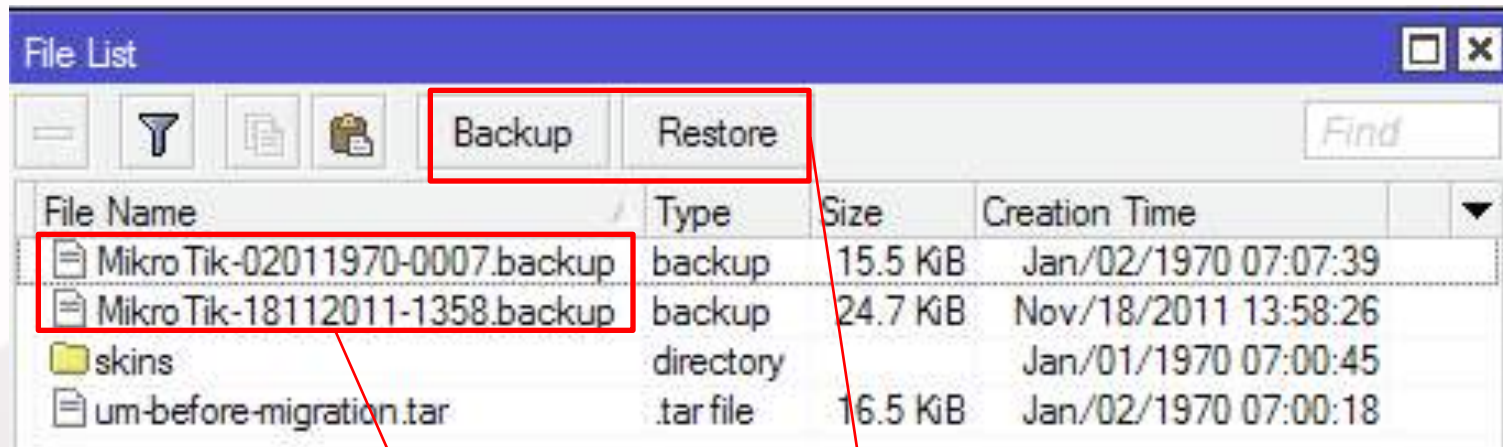 File List
Backup Restore Find
File Name Type Size Creation Time
MikroTik-02011970-0007.backup backup 15.5 KiB Jan/02/1970 07:07:39
MikroTik-18112011-1358.backup backup 24.7 KiB Nov/18/2011 13:58:26
skins directory Jan/01/1970 07:00:45
um-before-migration.tar .tar file 16.5 KiB Jan/02/1970 07:00:18